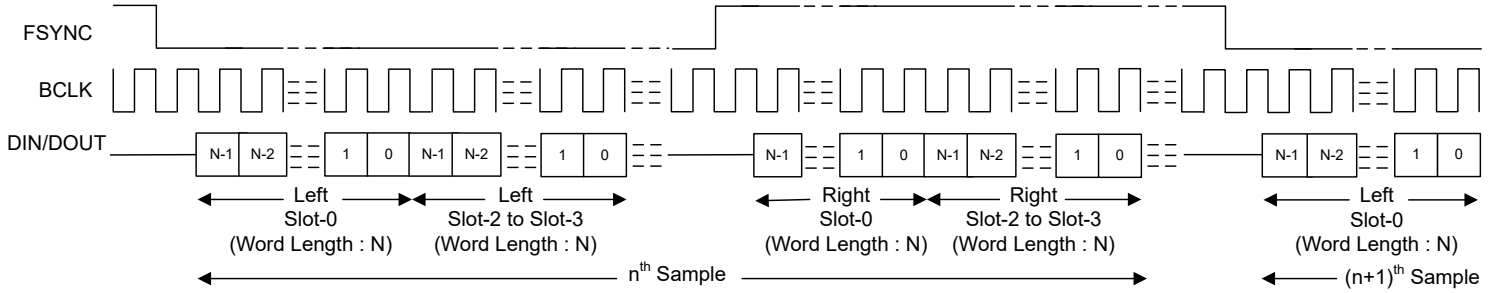 FSYNC
BCLK
DIN/DOUT
N-1 N-2 1 0 N-1 N-2 1 0 N-1 1 0 N-1 N-2 1 0 N-1 N-2 1 0
Left Left Right Right Left
Slot-0 Slot-2 to Slot-3 Slot-0 Slot-2 to Slot-3 Slot-0
(Word Length : N) (Word Length : N) (Word Length : N) (Word Length : N) (Word Length : N)
nth Sample (n+1)th Sample